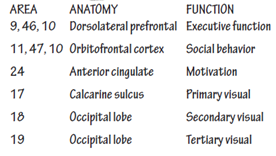 AREA ANATOMY FUNCTION
9, 46, 10 Dorsolateral prefrontal Executive function
11, 47, 10 Orbitofrontal cortex Social behavior
24 Anterior cingulate Motivation
17 Calcarine sulcus Primary visual
18 Occipital lobe Secondary visual
19 Occipital lobe Tertiary visual